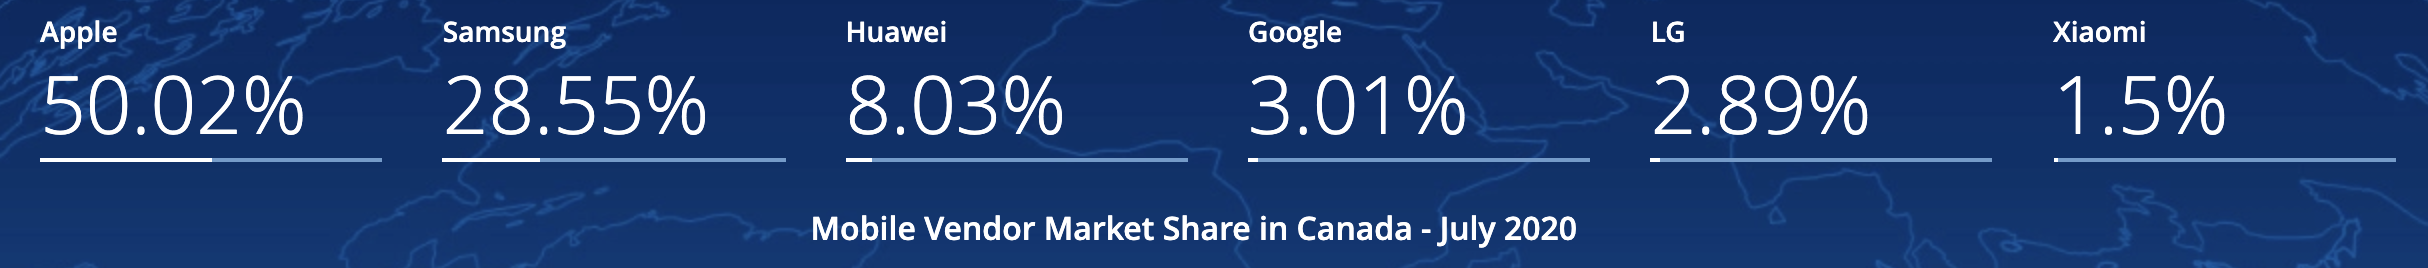 Apple Samsung Huawei Google LG Xiaomi
50.02% 28.55% 8.03% 3.01% 2.89% 1.5%
Mobile Vendor Market Share in Canada - July 2020